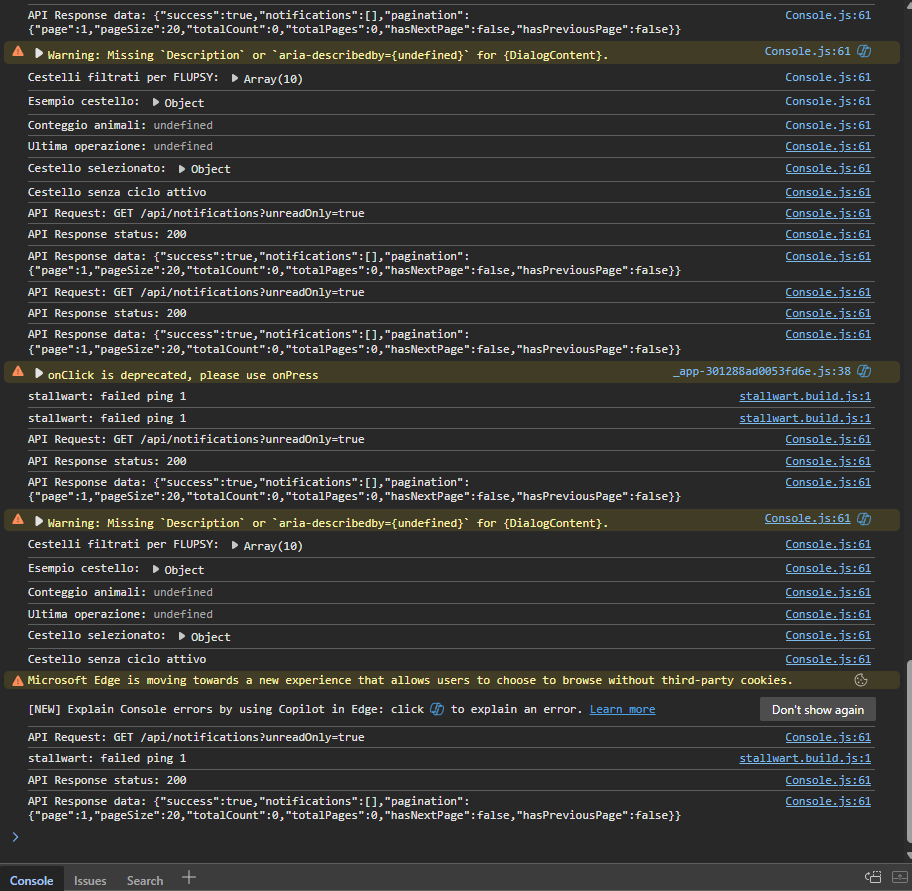 API Response data: {"success":true,"notifications":[],"pagination": Console.js:61
{"page":1,"pageSize":20,"totalCount":0,"totalPages":0,"hasNextPage":false,"hasPreviousPage":false}}
Warning: Missing `Description` or `aria-describedby={undefined}` for {DialogContent}. Console.js:61
Cestelli filtrati per FLUPSY: Array(10) Console.js:61
Esempio cestello: Object Console.js:61
Conteggio animali: undefined Console.js:61
Ultima operazione: undefined Console.js:61
Cestello selezionato: Object Console.js:61
Cestello senza ciclo attivo Console.js:61
API Request: GET /api/notifications?unreadOnly=true Console.js:61
API Response status: 200 Console.js:61
API Response data: {"success":true,"notifications":[],"pagination": Console.js:61
{"page":1,"pageSize":20,"totalCount":0,"totalPages":0,"hasNextPage":false,"hasPreviousPage":false}}
API Request: GET /api/notifications?unreadOnly=true Console.js:61
API Response status: 200 Console.js:61
API Response data: {"success":true,"notifications":[],"pagination": Console.js:61
{"page":1,"pageSize":20,"totalCount":0,"totalPages":0,"hasNextPage":false,"hasPreviousPage":false}}
onClick is deprecated, please use onPress _app-301288ad0053fd6e.js:38
stallwart: failed ping 1 stallwart.build.js:1
stallwart: failed ping 1 stallwart.build.js:1
API Request: GET /api/notifications?unreadOnly=true Console.js:61
API Response status: 200 Console.js:61
API Response data: {"success":true,"notifications":[],"pagination": Console.js:61
{"page":1,"pageSize":20,"totalCount":0,"totalPages":0,"hasNextPage":false,"hasPreviousPage":false}}
Warning: Missing `Description` or `aria-describedby={undefined}` for {DialogContent}. Console.js:61
Cestelli filtrati per FLUPSY: Array(10) Console.js:61
Esempio cestello: Object Console.js:61
Conteggio animali: undefined Console.js:61
Ultima operazione: undefined Console.js:61
Cestello selezionato: Object Console.js:61
Cestello senza ciclo attivo Console.js:61
Microsoft Edge is moving towards a new experience that allows users to choose to browse without third-party cookies.
[NEW] Explain Console errors by using Copilot in Edge: click to explain an error. Learn more Don't show again
API Request: GET /api/notifications?unreadOnly=true Console.js:61
stallwart: failed ping 1 stallwart.build.js:1
API Response status: 200 Console.js:61
API Response data: {"success":true,"notifications":[],"pagination": Console.js:61
{"page":1,"pageSize":20,"totalCount":0,"totalPages":0,"hasNextPage":false,"hasPreviousPage":false}}
Console Issues Search